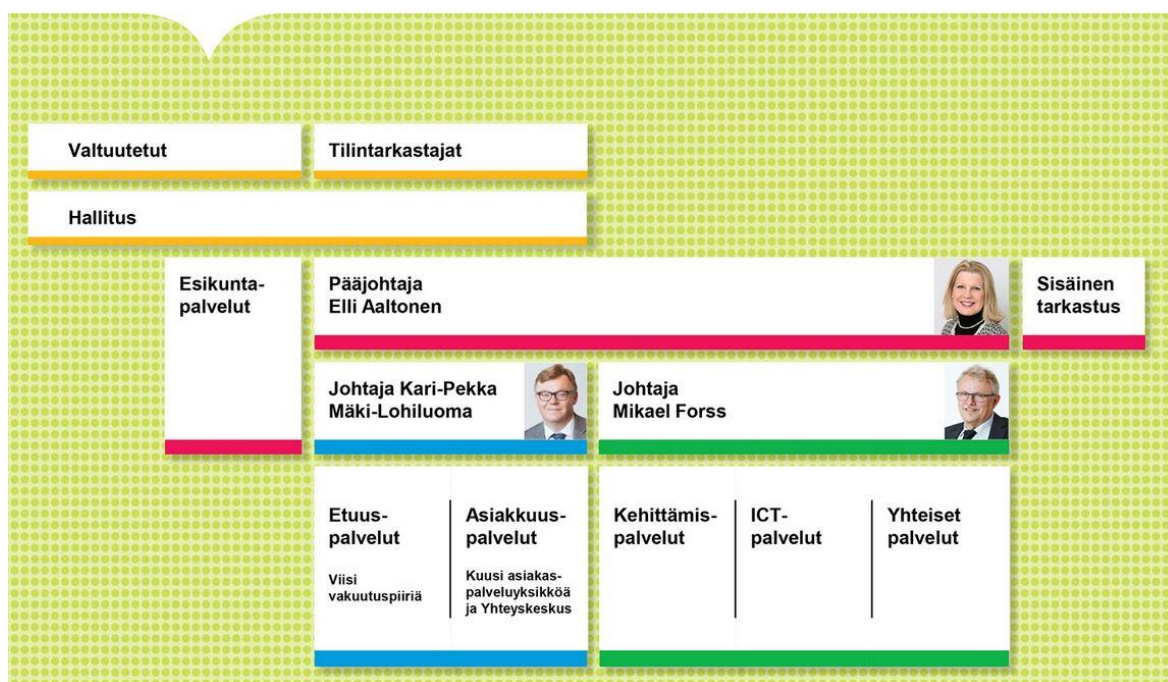 Valtuutetut
Tilintarkastajat
Hallitus
Esikunta-
palvelut
Pääjohtaja
Elli Aaltonen
Sisäinen
tarkastus
Johtaja Kari-Pekka
Mäki-Lohiluoma
Johtaja
Mikael Forss
Etuus-
palvelut
Viisi
vakuutuspiiriä
Asiakkuus-
palvelut
Kuusi asiakas-
palveluyksikköä
ja Yhteyskeskus
Kehittämis-
palvelut
ICT-
palvelut
Yhteiset
palvelut